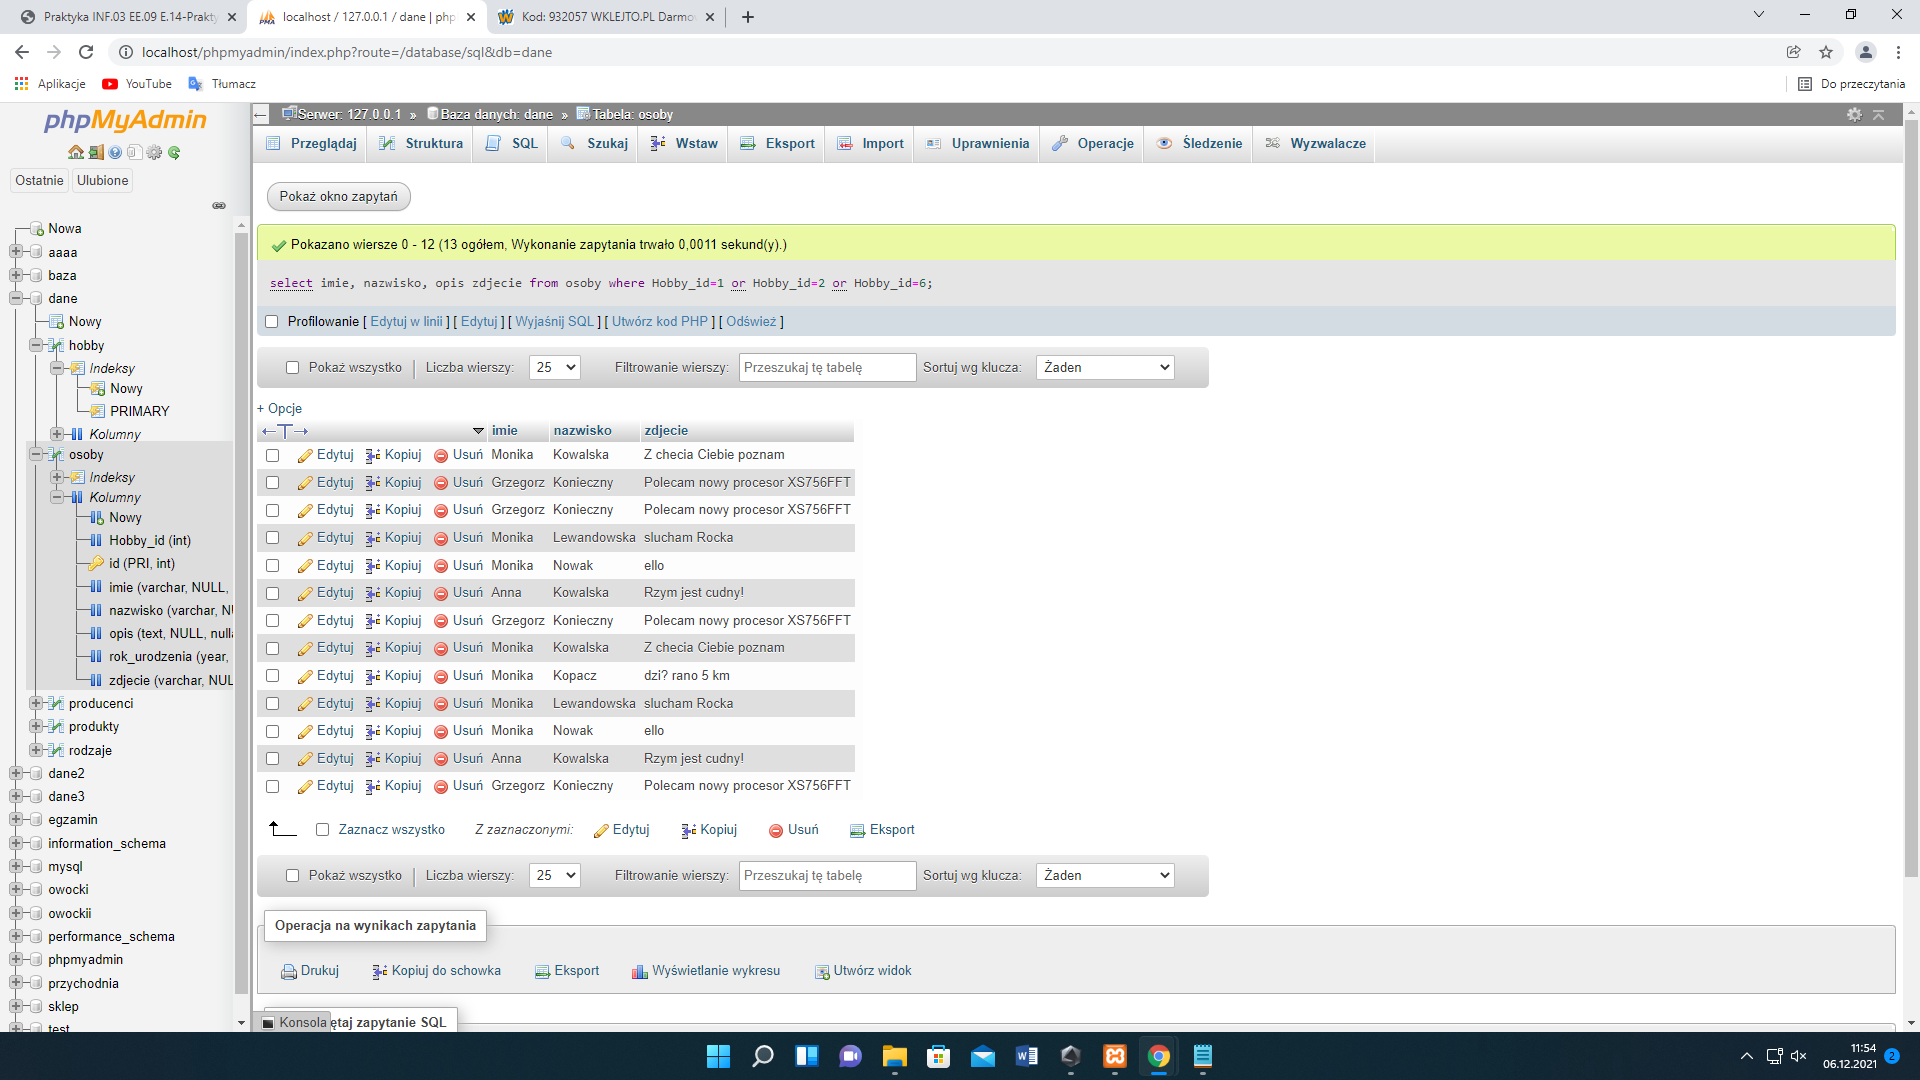 Praktyka INF.03 EE.09 E.14-Prakty
localhost / 127.0.0.1 / dane | php
Kod: 932057 WKLEJTO.PL Darmo
localhost/phpmyadmin/index.php?route=/database/sql&db=dane
Aplikacje YouTube Tłumacz Do przeczytania
phpMyAdmin
Ostatnie Ulubione
Nowa
aaaa
baza
dane
Nowy
hobby
Indeksy
Nowy
PRIMARY
Kolumny
osoby
Indeksy
Kolumny
Nowy
Hobby_id (int)
id (PRI, int)
imie (varchar, NULL,
nazwisko (varchar, NU
opis (text, NULL, nulla
rok_urodzenia (year,
zdjecie (varchar, NUL
producenci
produkty
rodzaje
dane2
dane3
egzamin
information_schema
mysql
owocki
owockii
performance_schema
phpmyadmin
przychodnia
sklep
test
Serwer: 127.0.0.1 » Baza danych: dane » Tabela: osoby
Przeglądaj Struktura SQL Szukaj Wstaw Eksport Import Uprawnienia Operacje Śledzenie Wyzwalacze
Pokaż okno zapytań
Pokazano wiersze 0 - 12 (13 ogółem, Wykonanie zapytania trwało 0,0011 sekund(y).)
select imie, nazwisko, opis zdjecie from osoby where Hobby_id=1 or Hobby_id=2 or Hobby_id=6;
Profilowanie [ Edytuj w linii ] [ Edytuj ] [ Wyjaśnij SQL ] [ Utwórz kod PHP ] [ Odśwież ]
Pokaż wszystko Liczba wierszy: 25 Filtrowanie wierszy: Przeszukaj tę tabelę Sortuj wg klucza: Żaden
+ Opcje
←T→ imie nazwisko zdjecie
Edytuj Kopiuj Usuń Monika Kowalska Z checia Ciebie poznam
Edytuj Kopiuj Usuń Grzegorz Konieczny Polecam nowy procesor XS756FFT
Edytuj Kopiuj Usuń Grzegorz Konieczny Polecam nowy procesor XS756FFT
Edytuj Kopiuj Usuń Monika Lewandowska slucham Rocka
Edytuj Kopiuj Usuń Monika Nowak ello
Edytuj Kopiuj Usuń Anna Kowalska Rzym jest cudny!
Edytuj Kopiuj Usuń Grzegorz Konieczny Polecam nowy procesor XS756FFT
Edytuj Kopiuj Usuń Monika Kowalska Z checia Ciebie poznam
Edytuj Kopiuj Usuń Monika Kopacz dzi? rano 5 km
Edytuj Kopiuj Usuń Monika Lewandowska slucham Rocka
Edytuj Kopiuj Usuń Monika Nowak ello
Edytuj Kopiuj Usuń Anna Kowalska Rzym jest cudny!
Edytuj Kopiuj Usuń Grzegorz Konieczny Polecam nowy procesor XS756FFT
Zaznacz wszystko Z zaznaczonymi: Edytuj Kopiuj Usuń Eksport
Pokaż wszystko Liczba wierszy: 25 Filtrowanie wierszy: Przeszukaj tę tabelę Sortuj wg klucza: Żaden
Operacja na wynikach zapytania
Drukuj Kopiuj do schowka Eksport Wyświetlanie wykresu Utwórz widok
Konsola ętaj zapytanie SQL
11:54
06.12.2021
2